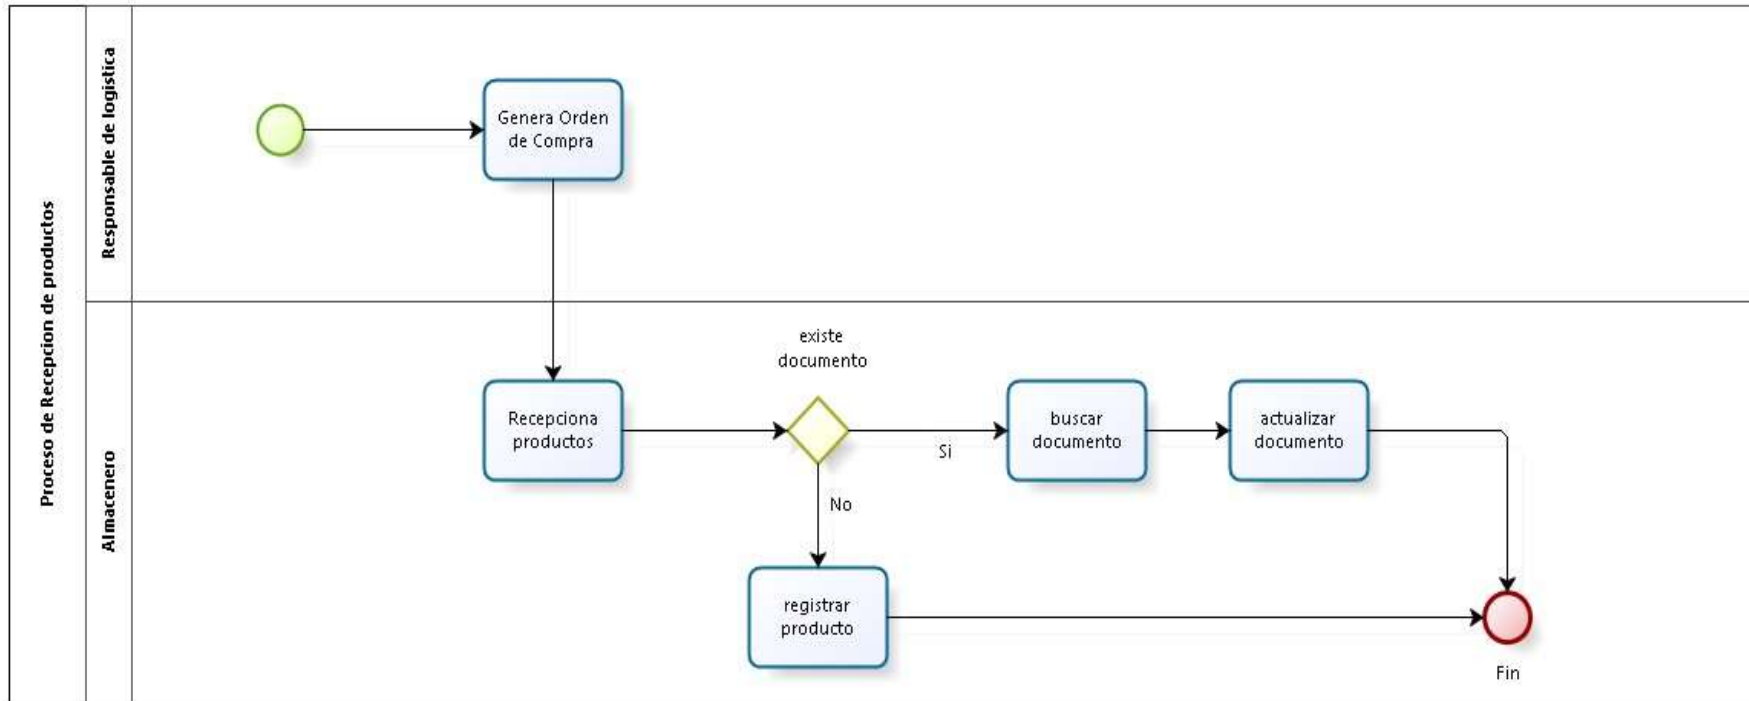 Proceso de Recepcion de productos
Responsable de logistica
Genera Orden
de Compra
Almacenero
Recepciona
productos
existe
documento
Si
No
buscar
documento
actualizar
documento
registrar
producto
Fin